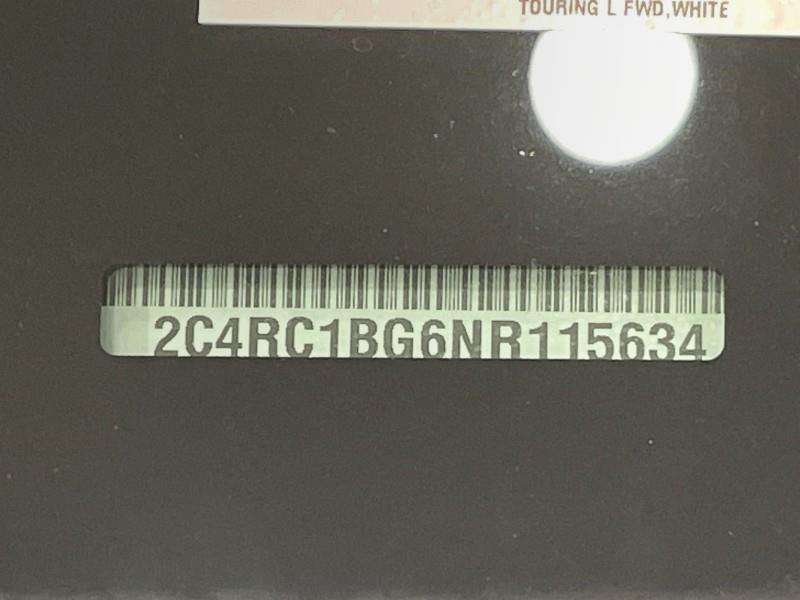 TOURING L FWD,WHITE
2C4RC1BG6NR115634